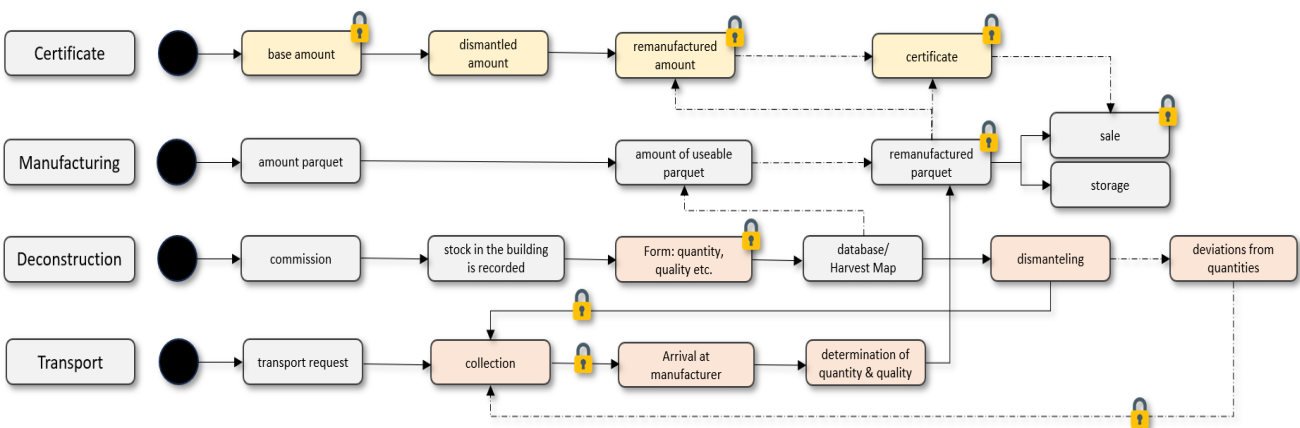 Certificate
base amount
dismantled
amount
remanufactured
amount
certificate
sale
storage
Manufacturing
amount parquet
amount of useable
parquet
remanufactured
parquet
Deconstruction
commission
stock in the building
is recorded
Form: quantity,
quality etc.
database/
Harvest Map
dismanteling
deviations from
quantities
Transport
transport request
collection
Arrival at
manufacturer
determination of
quantity & quality